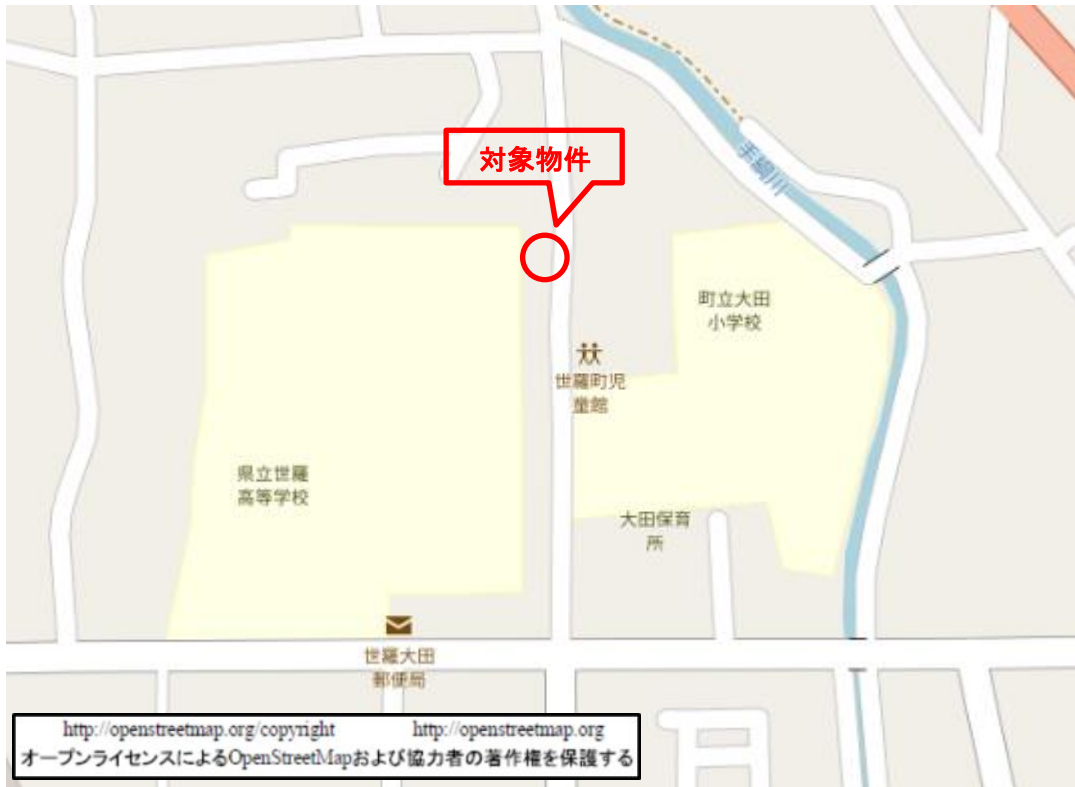 対象物件
手綱川
町立大田
小学校
世羅町児
童館
県立世羅
高等学校
大田保育
所
世羅大田
郵便局
http://openstreetmap.org/copyright http://openstreetmap.org
オープンライセンスによるOpenStreetMapおよび協力者の著作権を保護する